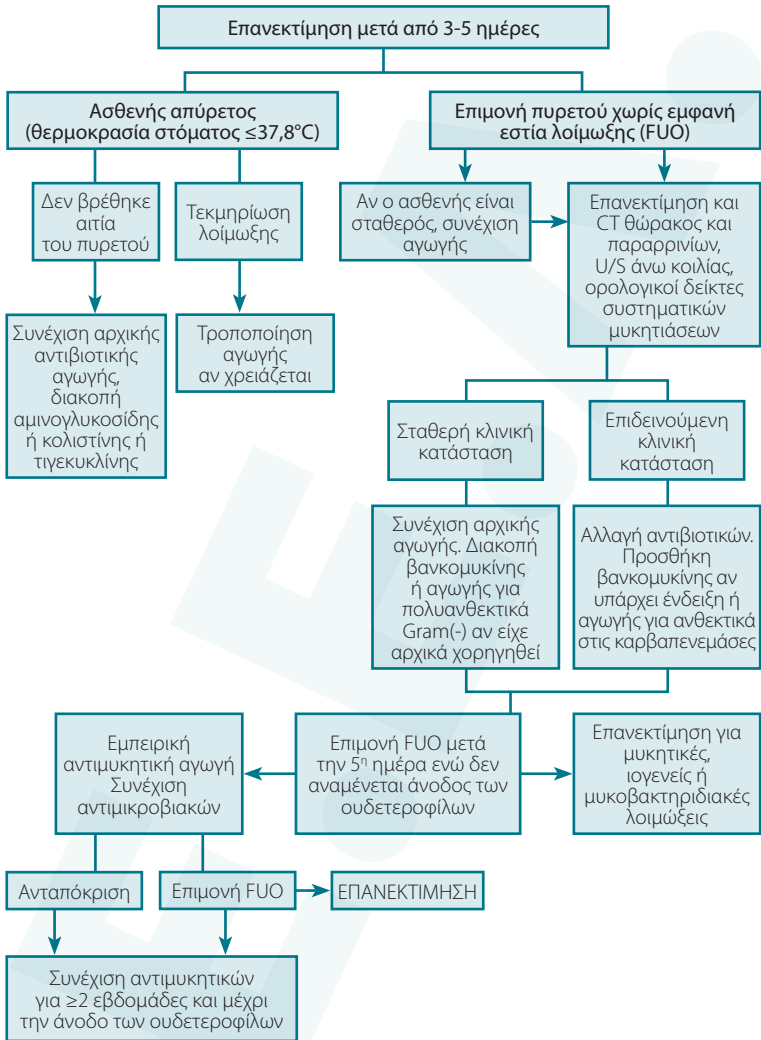 Επανεκτίμηση μετά από 3-5 ημέρες
Ασθενής απύρετος
(θερμοκρασία στόματος ≤37,8°C)
Επιμονή πυρετού χωρίς εμφανή
εστία λοίμωξης (FUO)
Δεν βρέθηκε
αιτία
του πυρετού
Τεκμηρίωση
λοίμωξης
Αν ο ασθενής είναι
σταθερός, συνέχιση
αγωγής
Επανεκτίμηση και
CT θώρακος και
παραρρινίων,
U/S άνω κοιλίας,
ορολογικοί δείκτες
συστηματικών
μυκητιάσεων
Συνέχιση αρχικής
αντιβιοτικής
αγωγής,
διακοπή
αμινογλυκοσίδης
ή κολιστίνης ή
τιγεκυκλίνης
Τροποποίηση
αγωγής
αν χρειάζεται
Σταθερή κλινική
κατάσταση
Επιδεινούμενη
κλινική
κατάσταση
Συνέχιση αρχικής
αγωγής. Διακοπή
βανκομυκίνης
ή αγωγής για
πολυανθεκτικά
Gram(-) αν είχε
αρχικά χορηγηθεί
Αλλαγή αντιβιοτικών.
Προσθήκη
βανκομυκίνης αν
υπάρχει ένδειξη ή
αγωγής για ανθεκτικά
στις καρβαπενεμάσες
Εμπειρική
αντιμυκητική αγωγή
Συνέχιση
αντιμικροβιακών
Επιμονή FUO μετά
την 5η ημέρα ενώ δεν
αναμένεται άνοδος των
ουδετεροφίλων
Επανεκτίμηση για
μυκητικές,
ιογενείς ή
μυκοβακτηριδιακές
λοιμώξεις
Ανταπόκριση
Επιμονή FUO
ΕΠΑΝΕΚΤΙΜΗΣΗ
Συνέχιση αντιμυκητικών
για ≥2 εβδομάδες και μέχρι
την άνοδο των ουδετεροφίλων